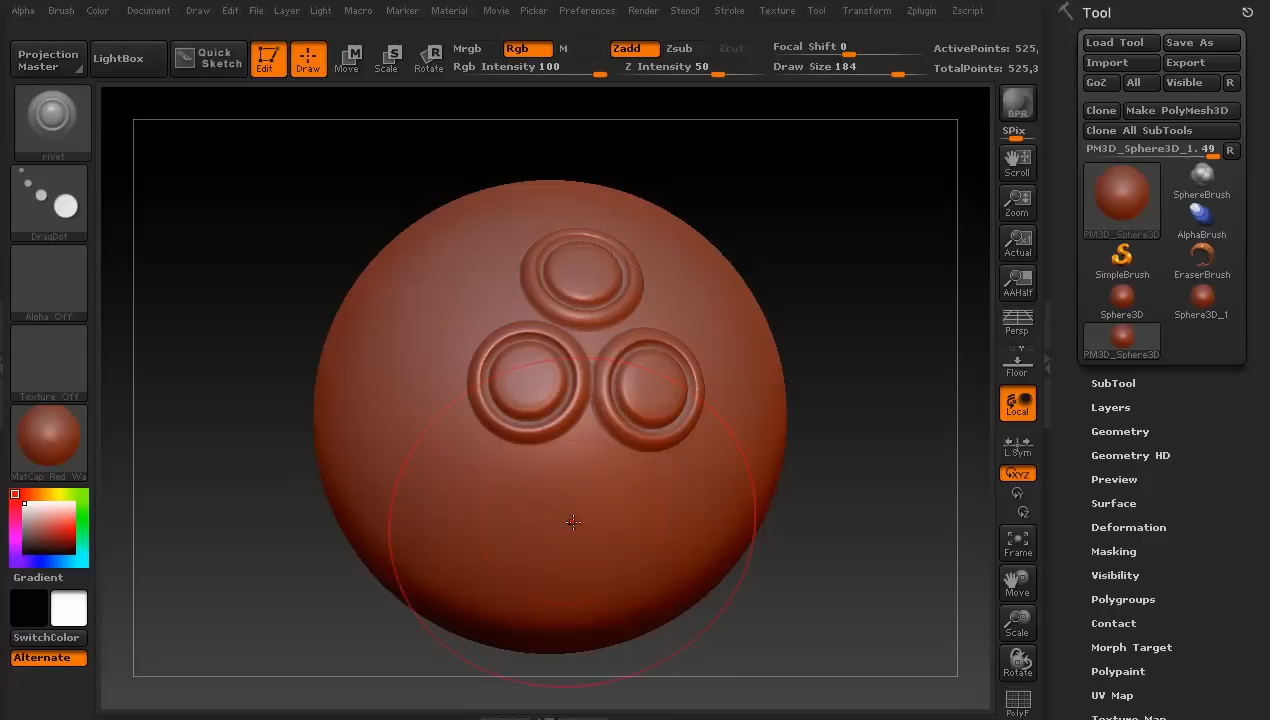 Alpha Brush Color Document Draw Edit File Layer Light Macro Marker Material Movie Picker Preferences Render Stencil Stroke Texture Tool Transform Zplugin Zscript
Tool
Projection Master
LightBox
Quick Sketch
Edit
Draw
Move
Scale
Rotate
Mrgb Rgb M
Rgb Intensity 100
Zadd Zsub Zcut
Z Intensity 50
Focal Shift 0
Draw Size 184
ActivePoints: 525,
TotalPoints: 525,3
rivet
DragDot
Alpha Off
Texture Off
MatCap Red Wa
Gradient
SwitchColor
Alternate
BPR
SPix
Scroll
Zoom
Actual
AAHalf
Persp
Floor
Local
L.Sym
XYZ
Frame
Move
Scale
Rotate
PolyF
Load Tool Save As
Import Export
GoZ All Visible R
Clone Make PolyMesh3D
Clone All SubTools
PM3D_Sphere3D_1. 49 R
PM3D_Sphere3D
SphereBrush
AlphaBrush
SimpleBrush EraserBrush
Sphere3D Sphere3D_1
PM3D_Sphere3D
SubTool
Layers
Geometry
Geometry HD
Preview
Surface
Deformation
Masking
Visibility
Polygroups
Contact
Morph Target
Polypaint
UV Map
Texture Map